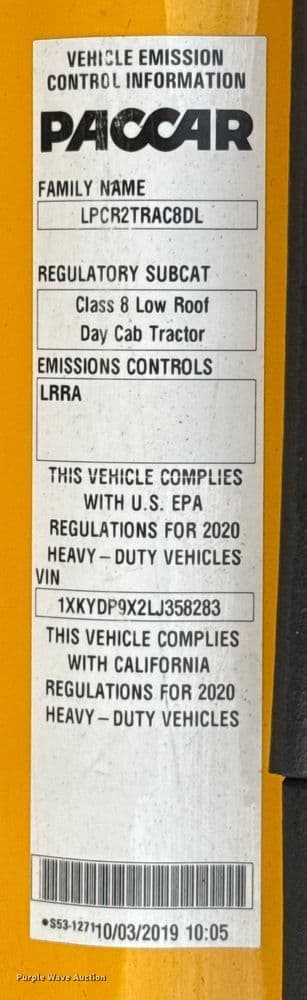 VEHICLE EMISSION
CONTROL INFORMATION
PACCAR
FAMILY NAME
LPCR2TRAC8DL
REGULATORY SUBCAT
Class 8 Low Roof
Day Cab Tractor
EMISSIONS CONTROLS
LRRA
THIS VEHICLE COMPLIES
WITH U.S. EPA
REGULATIONS FOR 2020
HEAVY-DUTY VEHICLES
VIN
1XKYDP9X2LJ358283
THIS VEHICLE COMPLIES
WITH CALIFORNIA
REGULATIONS FOR 2020
HEAVY-DUTY VEHICLES
*S53-1271 10/03/2019 10:05
Purple Wave Auction